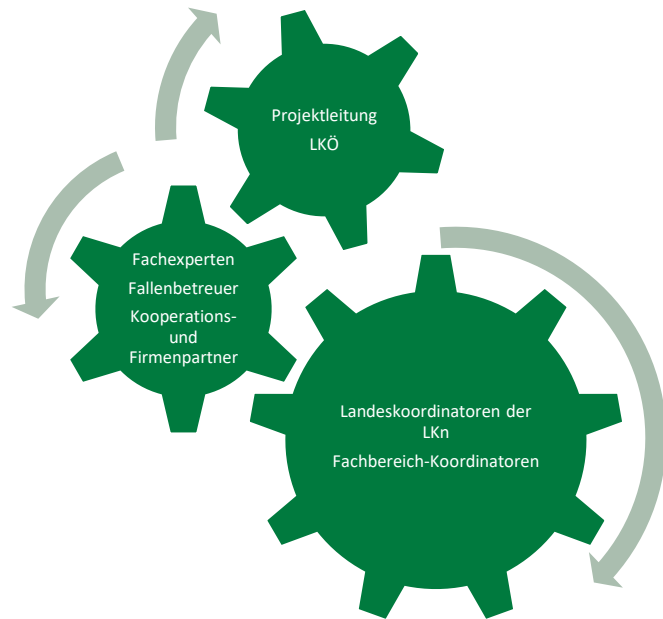 Projektleitung
LKÖ
Fachexperten
Fallenbetreuer
Kooperations-
und
Firmenpartner
Landeskoordinatoren der
LKn
Fachbereich-Koordinatoren